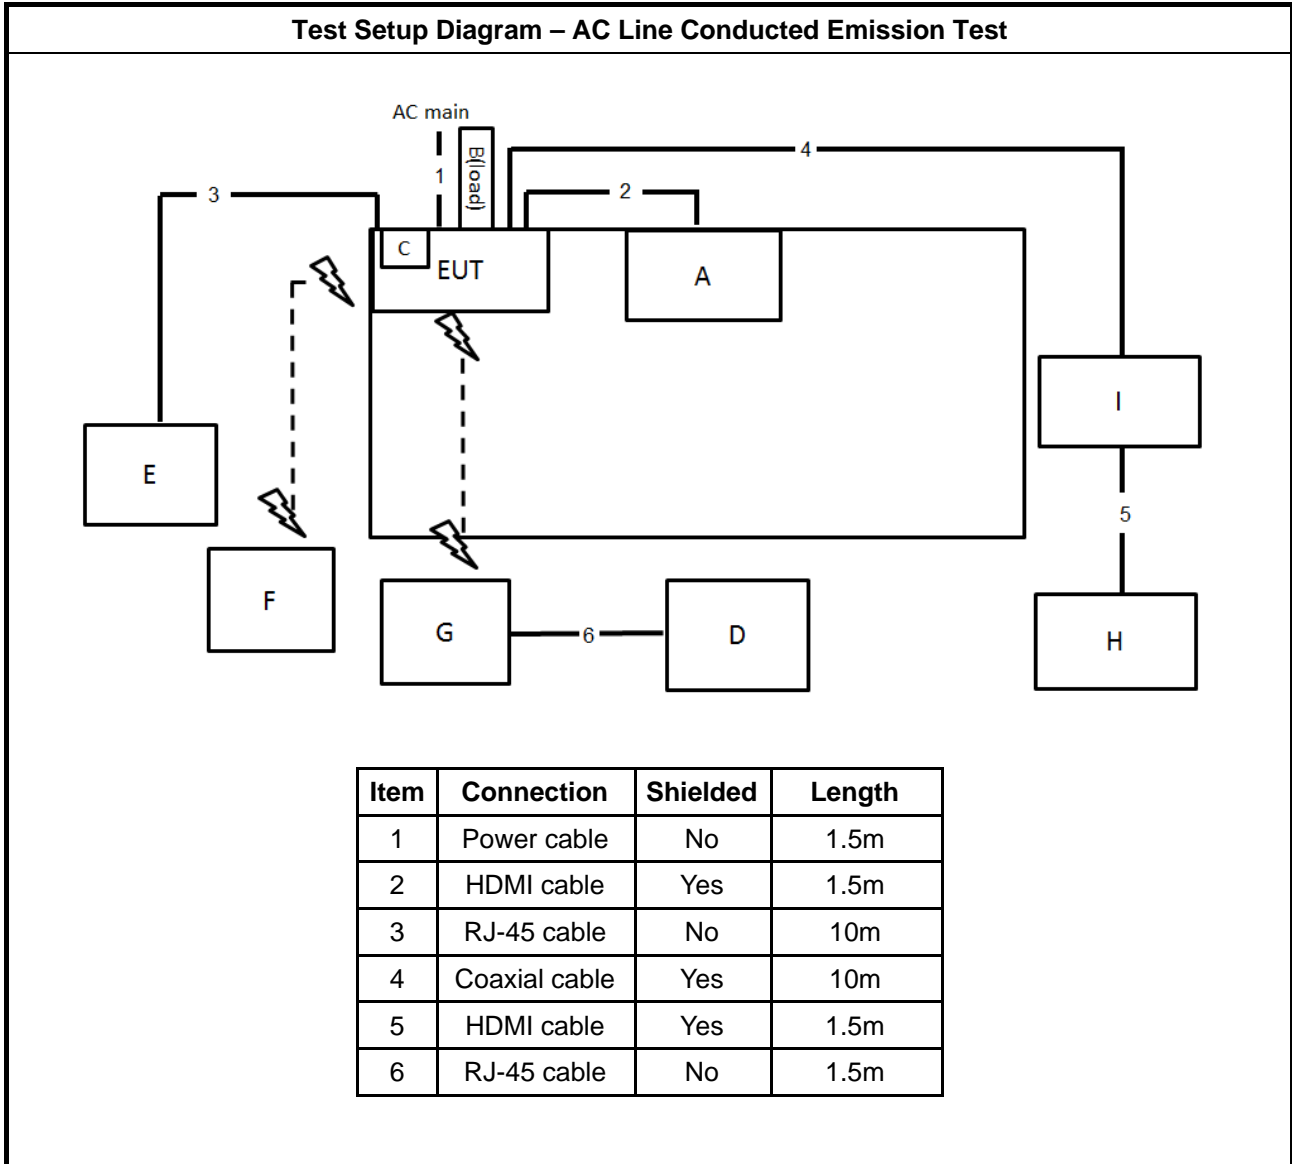 Test Setup Diagram – AC Line Conducted Emission Test
AC main
B(load)
4
1
2
3
C
EUT
A
I
E
5
F
G
6
D
H
Item Connection Shielded Length
1 Power cable No 1.5m
2 HDMI cable Yes 1.5m
3 RJ-45 cable No 10m
4 Coaxial cable Yes 10m
5 HDMI cable Yes 1.5m
6 RJ-45 cable No 1.5m